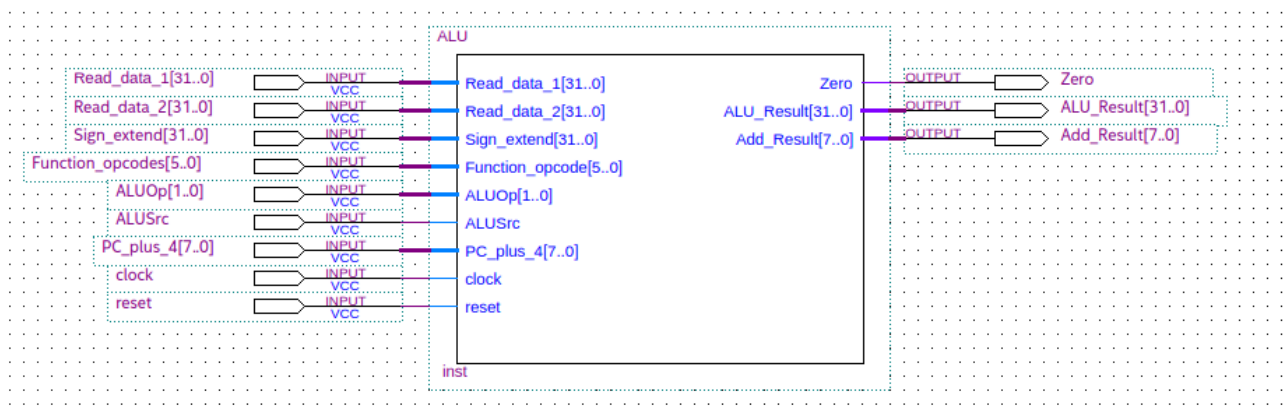 ALU
Read_data_1[31..0] INPUT VCC Read_data_1[31..0] Zero OUTPUT Zero
Read_data_2[31..0] INPUT VCC Read_data_2[31..0] ALU_Result[31..0] OUTPUT ALU_Result[31..0]
Sign_extend[31..0] INPUT VCC Sign_extend[31..0] Add_Result[7..0] OUTPUT Add_Result[7..0]
Function_opcodes[5..0] INPUT VCC Function_opcode[5..0]
ALUOp[1..0] INPUT VCC ALUOp[1..0]
ALUSrc INPUT VCC ALUSrc
PC_plus_4[7..0] INPUT VCC PC_plus_4[7..0]
clock INPUT VCC clock
reset INPUT VCC reset
inst